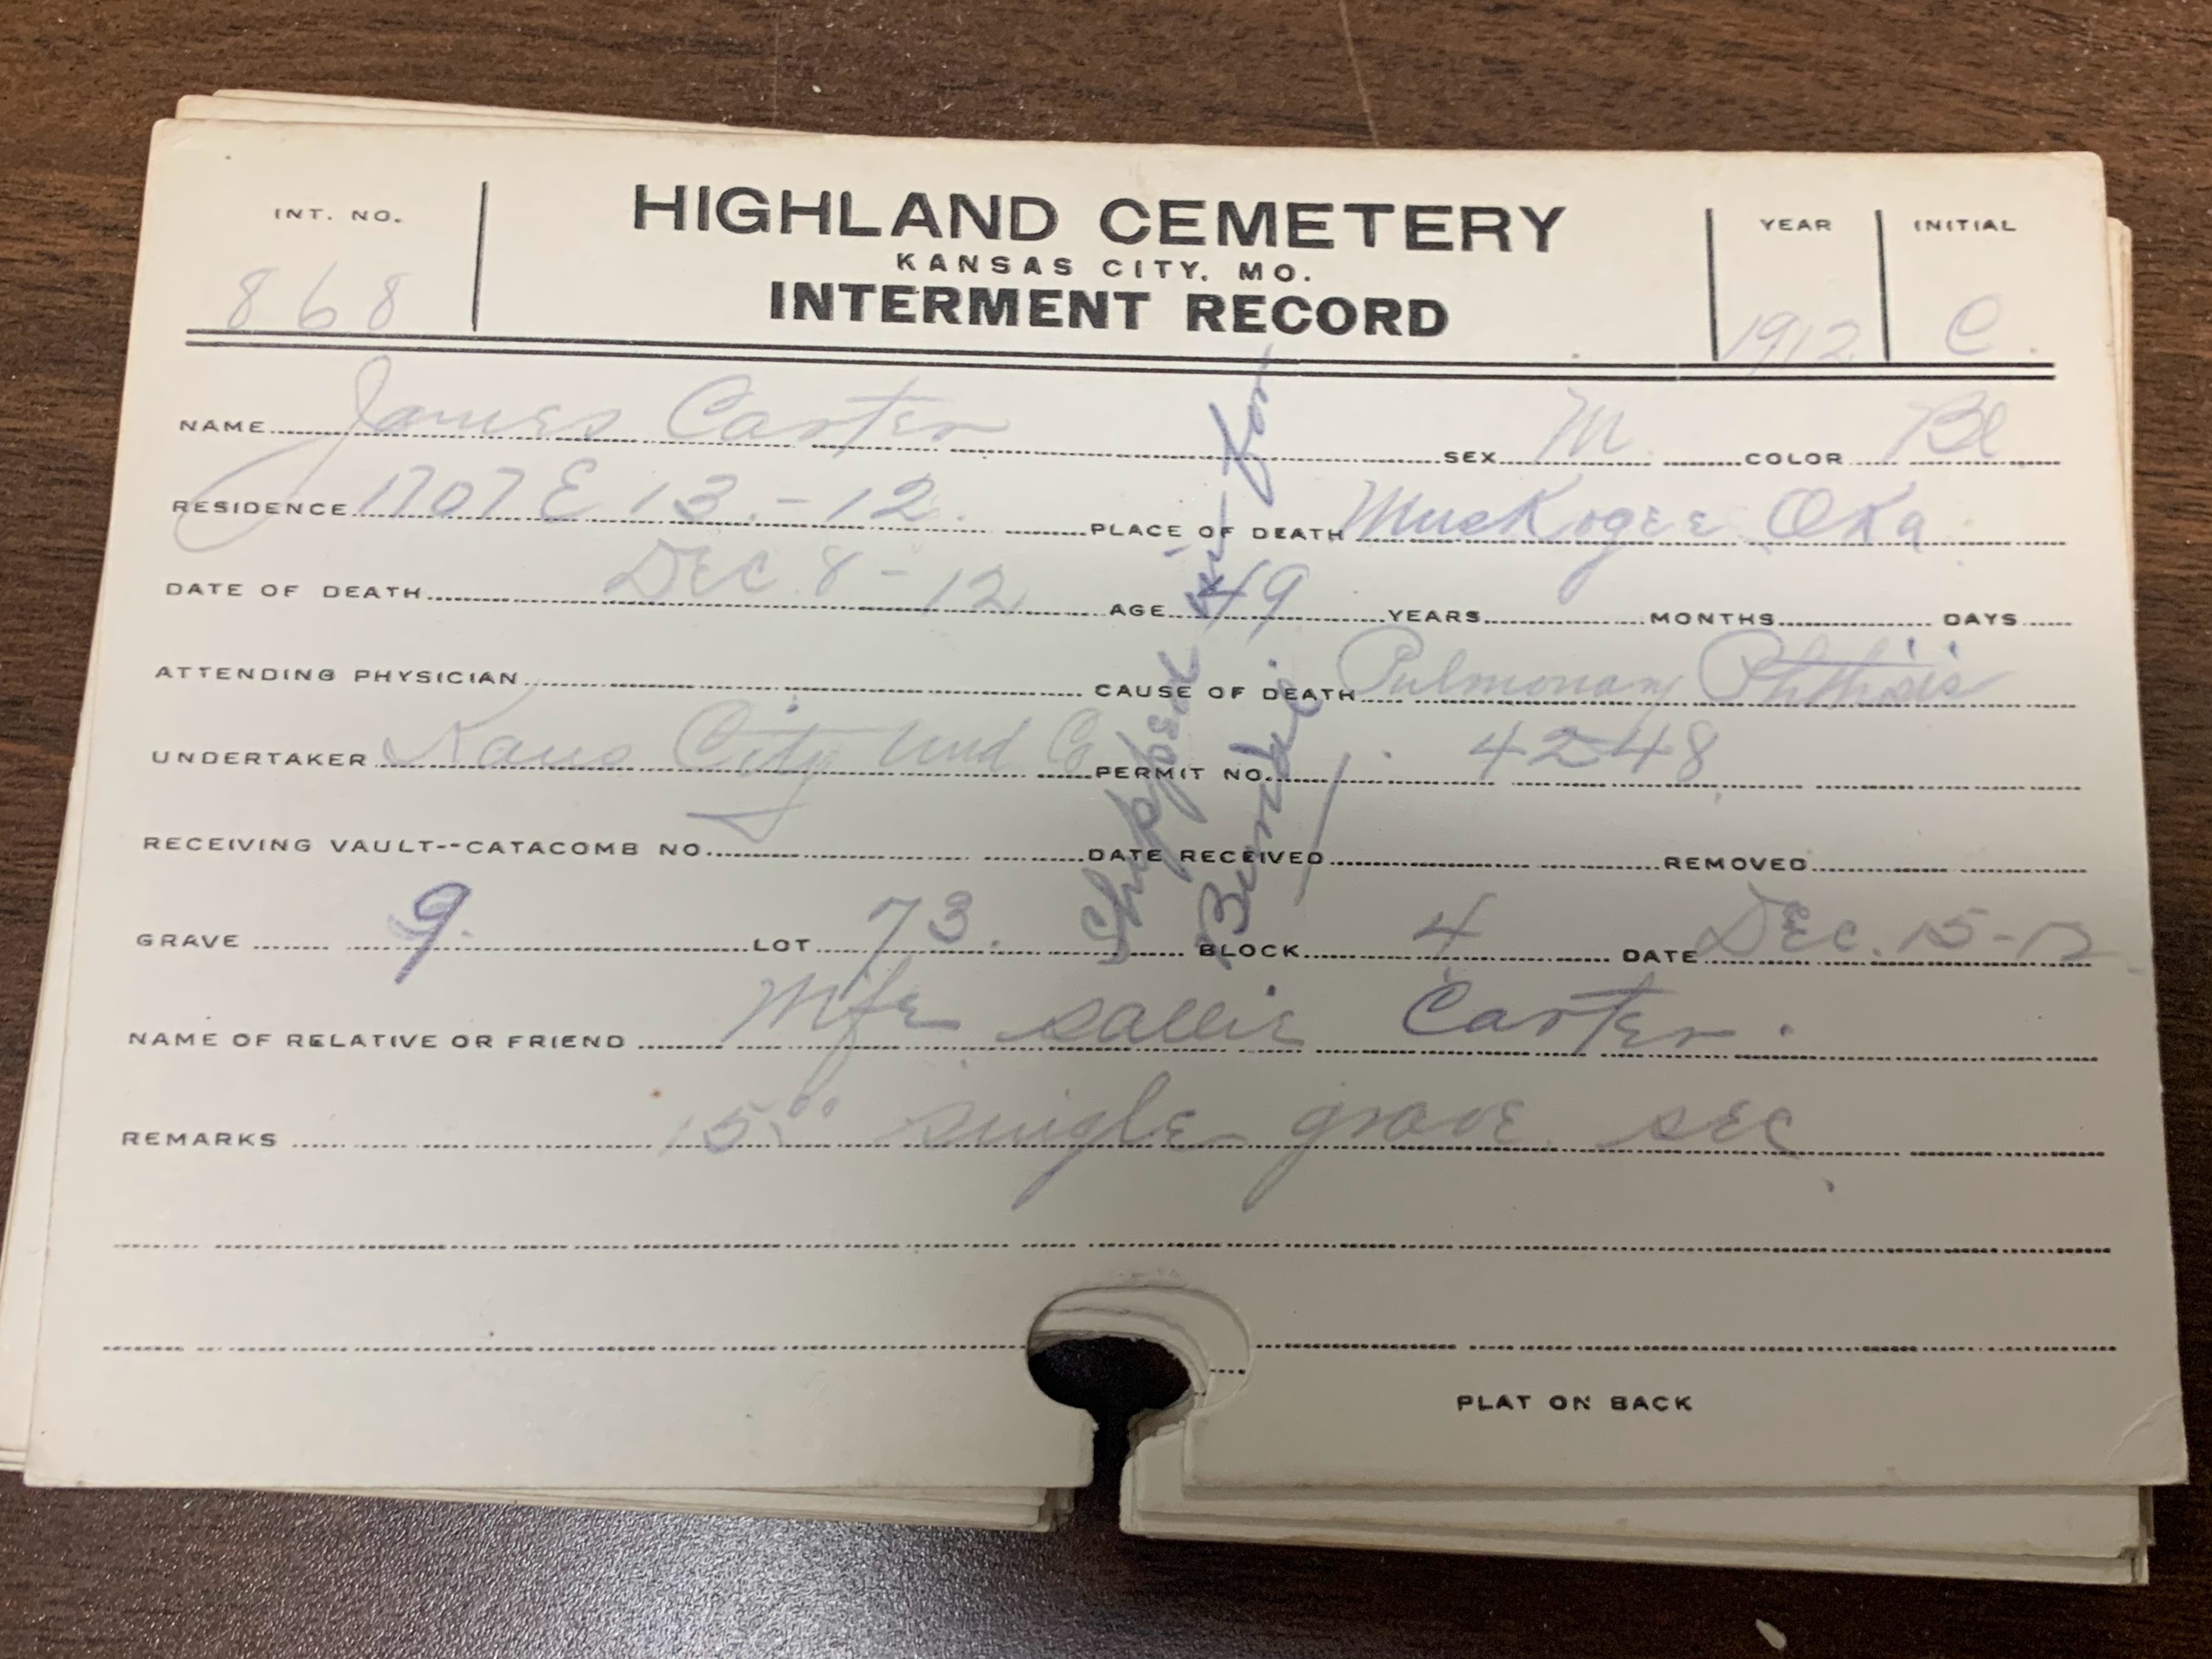 INT. NO. HIGHLAND CEMETERY YEAR INITIAL
KANSAS CITY, MO.
868 INTERMENT RECORD 1912 C.
NAME James Carter SEX M. COLOR Bl
RESIDENCE 1707 E 13.-12. PLACE OF DEATH Muskogee Oka
DATE OF DEATH Dec 8-12 AGE 49 YEARS MONTHS DAYS
ATTENDING PHYSICIAN CAUSE OF DEATH Pulmonary Phthisis
UNDERTAKER Kans City Und Co PERMIT NO. 4248
RECEIVING VAULT--CATACOMB NO. DATE RECEIVED REMOVED
GRAVE 9. LOT 73. BLOCK 4 DATE Dec. 15-12
NAME OF RELATIVE OR FRIEND Wife Sallie Carter.
REMARKS 15.00 single grave sec
PLAT ON BACK
Shipped in for
Burial.